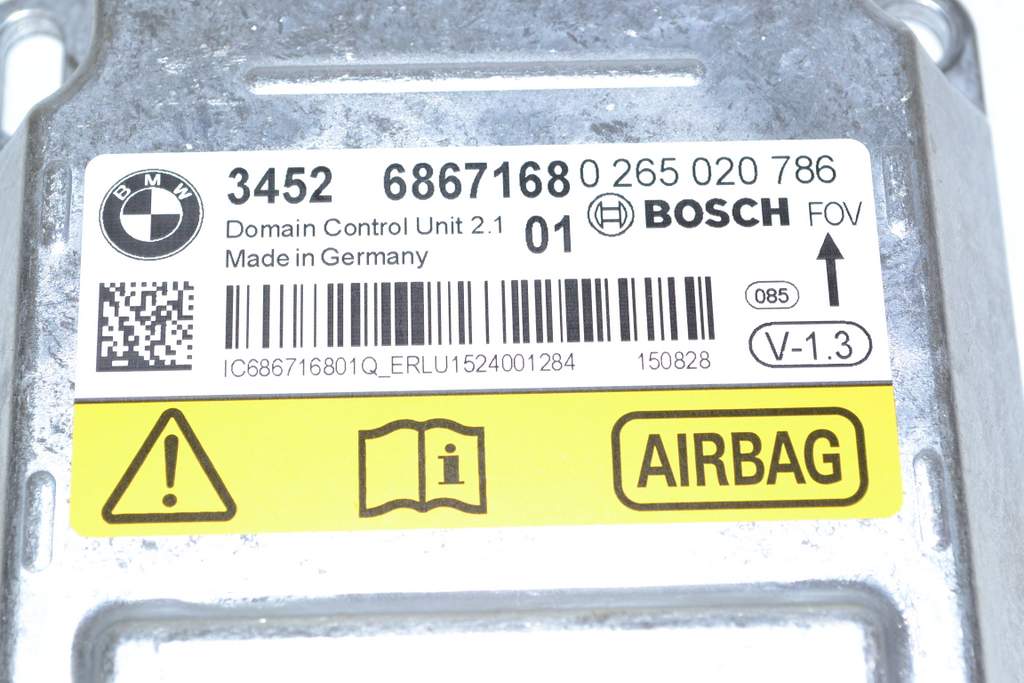 BMW
3452 6867168 0 265 020 786
Domain Control Unit 2.1 01 BOSCH FOV
Made in Germany
085
V-1.3
IC686716801Q_ERLU1524001284 150828
i
AIRBAG